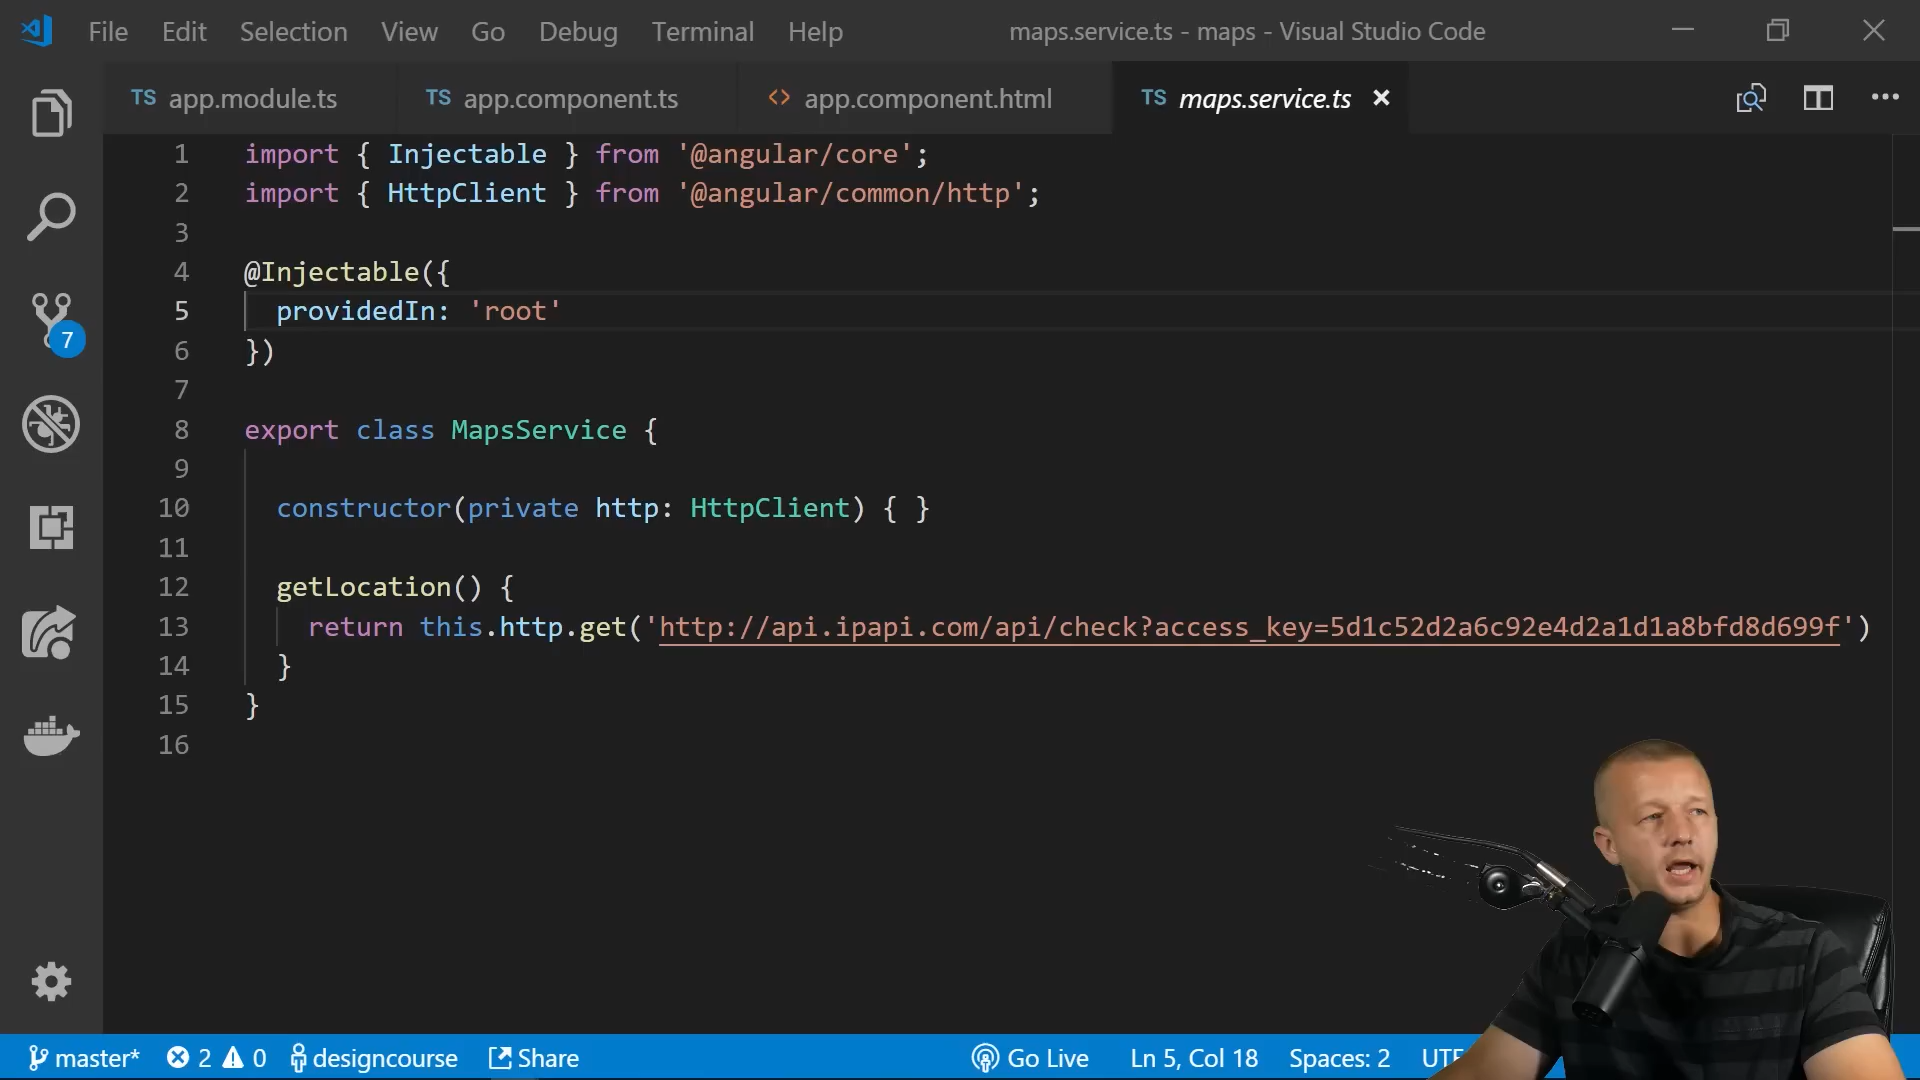 File Edit Selection View Go Debug Terminal Help maps.service.ts - maps - Visual Studio Code
TS app.module.ts TS app.component.ts <> app.component.html TS maps.service.ts
1 import { Injectable } from '@angular/core';
2 import { HttpClient } from '@angular/common/http';
3
4 @Injectable({
5 providedIn: 'root'
6 })
7
8 export class MapsService {
9
10 constructor(private http: HttpClient) { }
11
12 getLocation() {
13 return this.http.get('http://api.ipapi.com/api/check?access_key=5d1c52d2a6c92e4d2a1d1a8bfd8d699f')
14 }
15 }
16
7
master* 2 0 designcourse Share Go Live Ln 5, Col 18 Spaces: 2 UTF